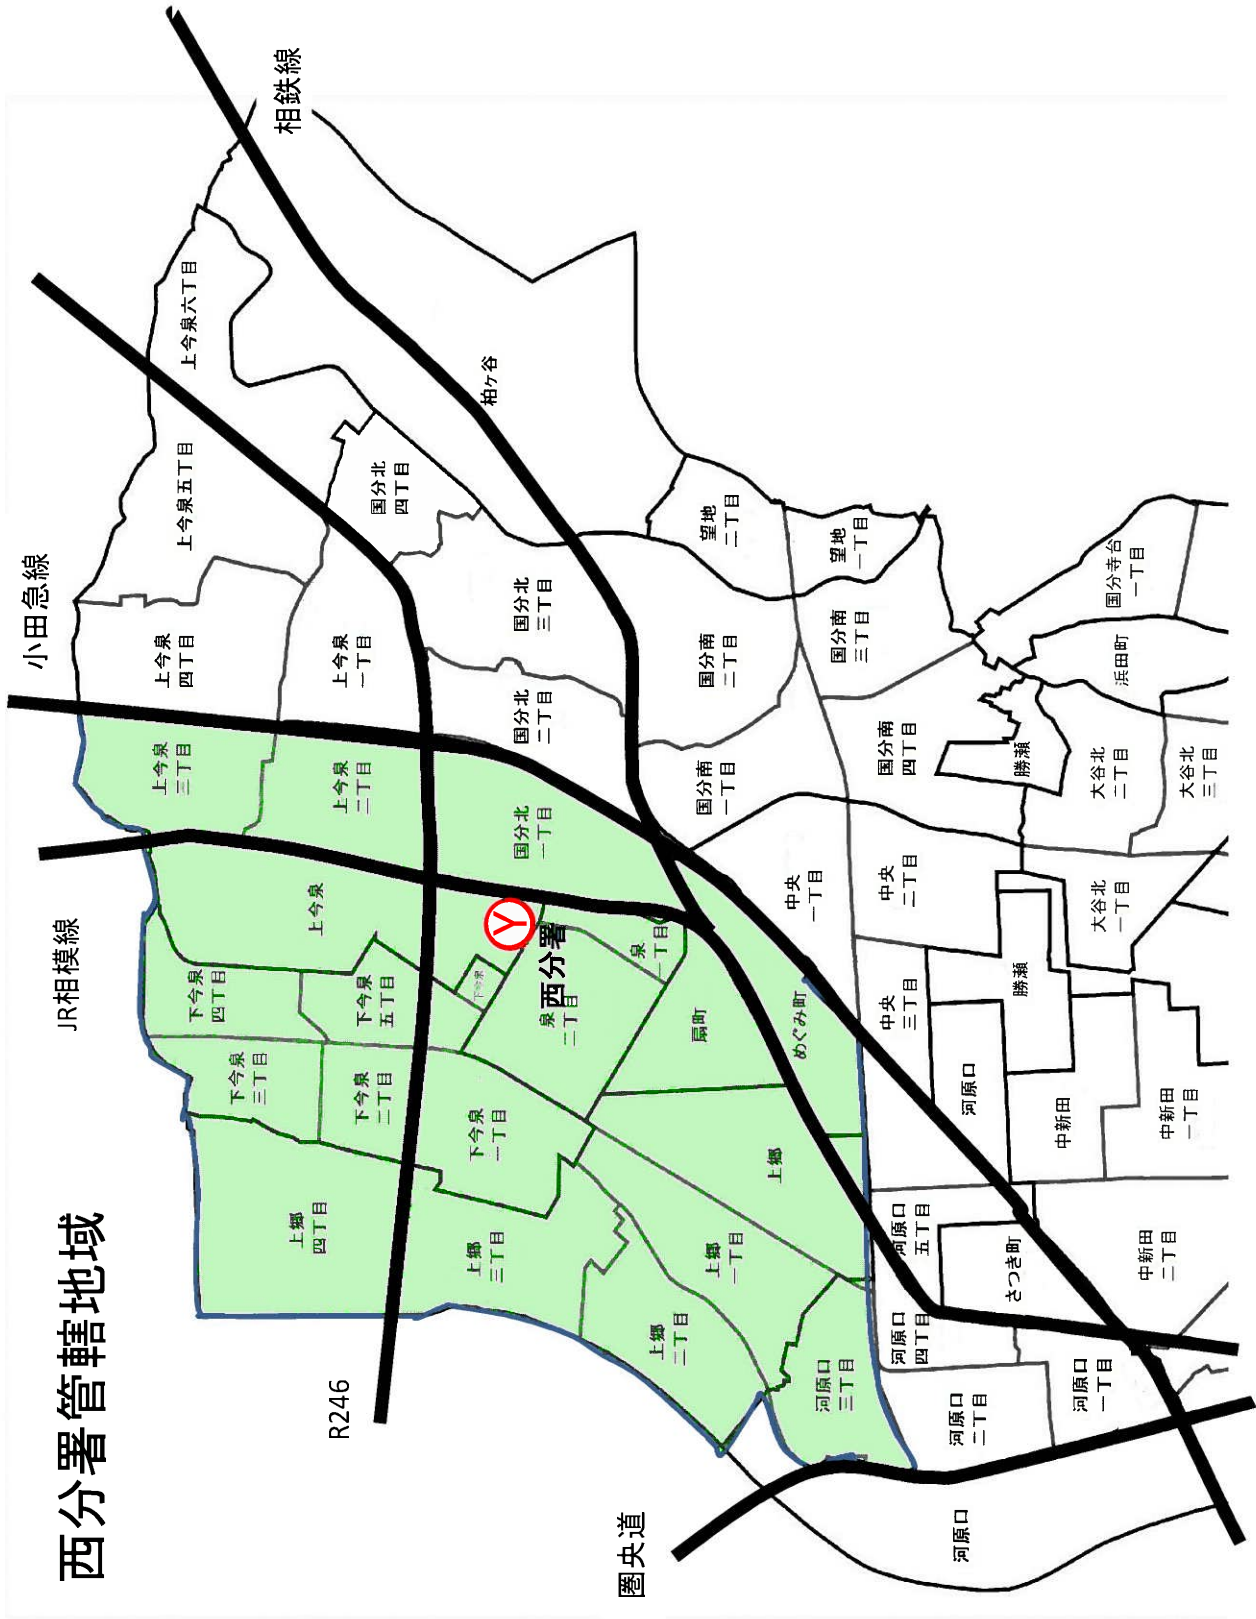 西分署管轄地域
R246
圏央道
JR相模線
小田急線
相鉄線
上郷
四丁目
上郷
三丁目
上郷
二丁目
上郷
一丁目
上郷
河原口
三丁目
下今泉
三丁目
下今泉
四丁目
下今泉
二丁目
下今泉
五丁目
下今泉
一丁目
下今泉
上今泉
上今泉
三丁目
上今泉
二丁目
国分北
一丁目
Y
西分署
泉
二丁目
泉
一丁目
扇町
めぐみ町
上今泉
四丁目
上今泉
一丁目
上今泉五丁目
上今泉六丁目
国分北
四丁目
国分北
三丁目
国分北
二丁目
柏ケ谷
望地
二丁目
望地
一丁目
国分南
二丁目
国分南
三丁目
国分南
一丁目
国分南
四丁目
国分寺台
一丁目
浜田町
勝瀬
大谷北
二丁目
大谷北
三丁目
大谷北
一丁目
中央
一丁目
中央
二丁目
中央
三丁目
勝瀬
河原口
中新田
中新田
一丁目
河原口
五丁目
さつき町
中新田
二丁目
河原口
四丁目
河原口
二丁目
河原口
一丁目
河原口